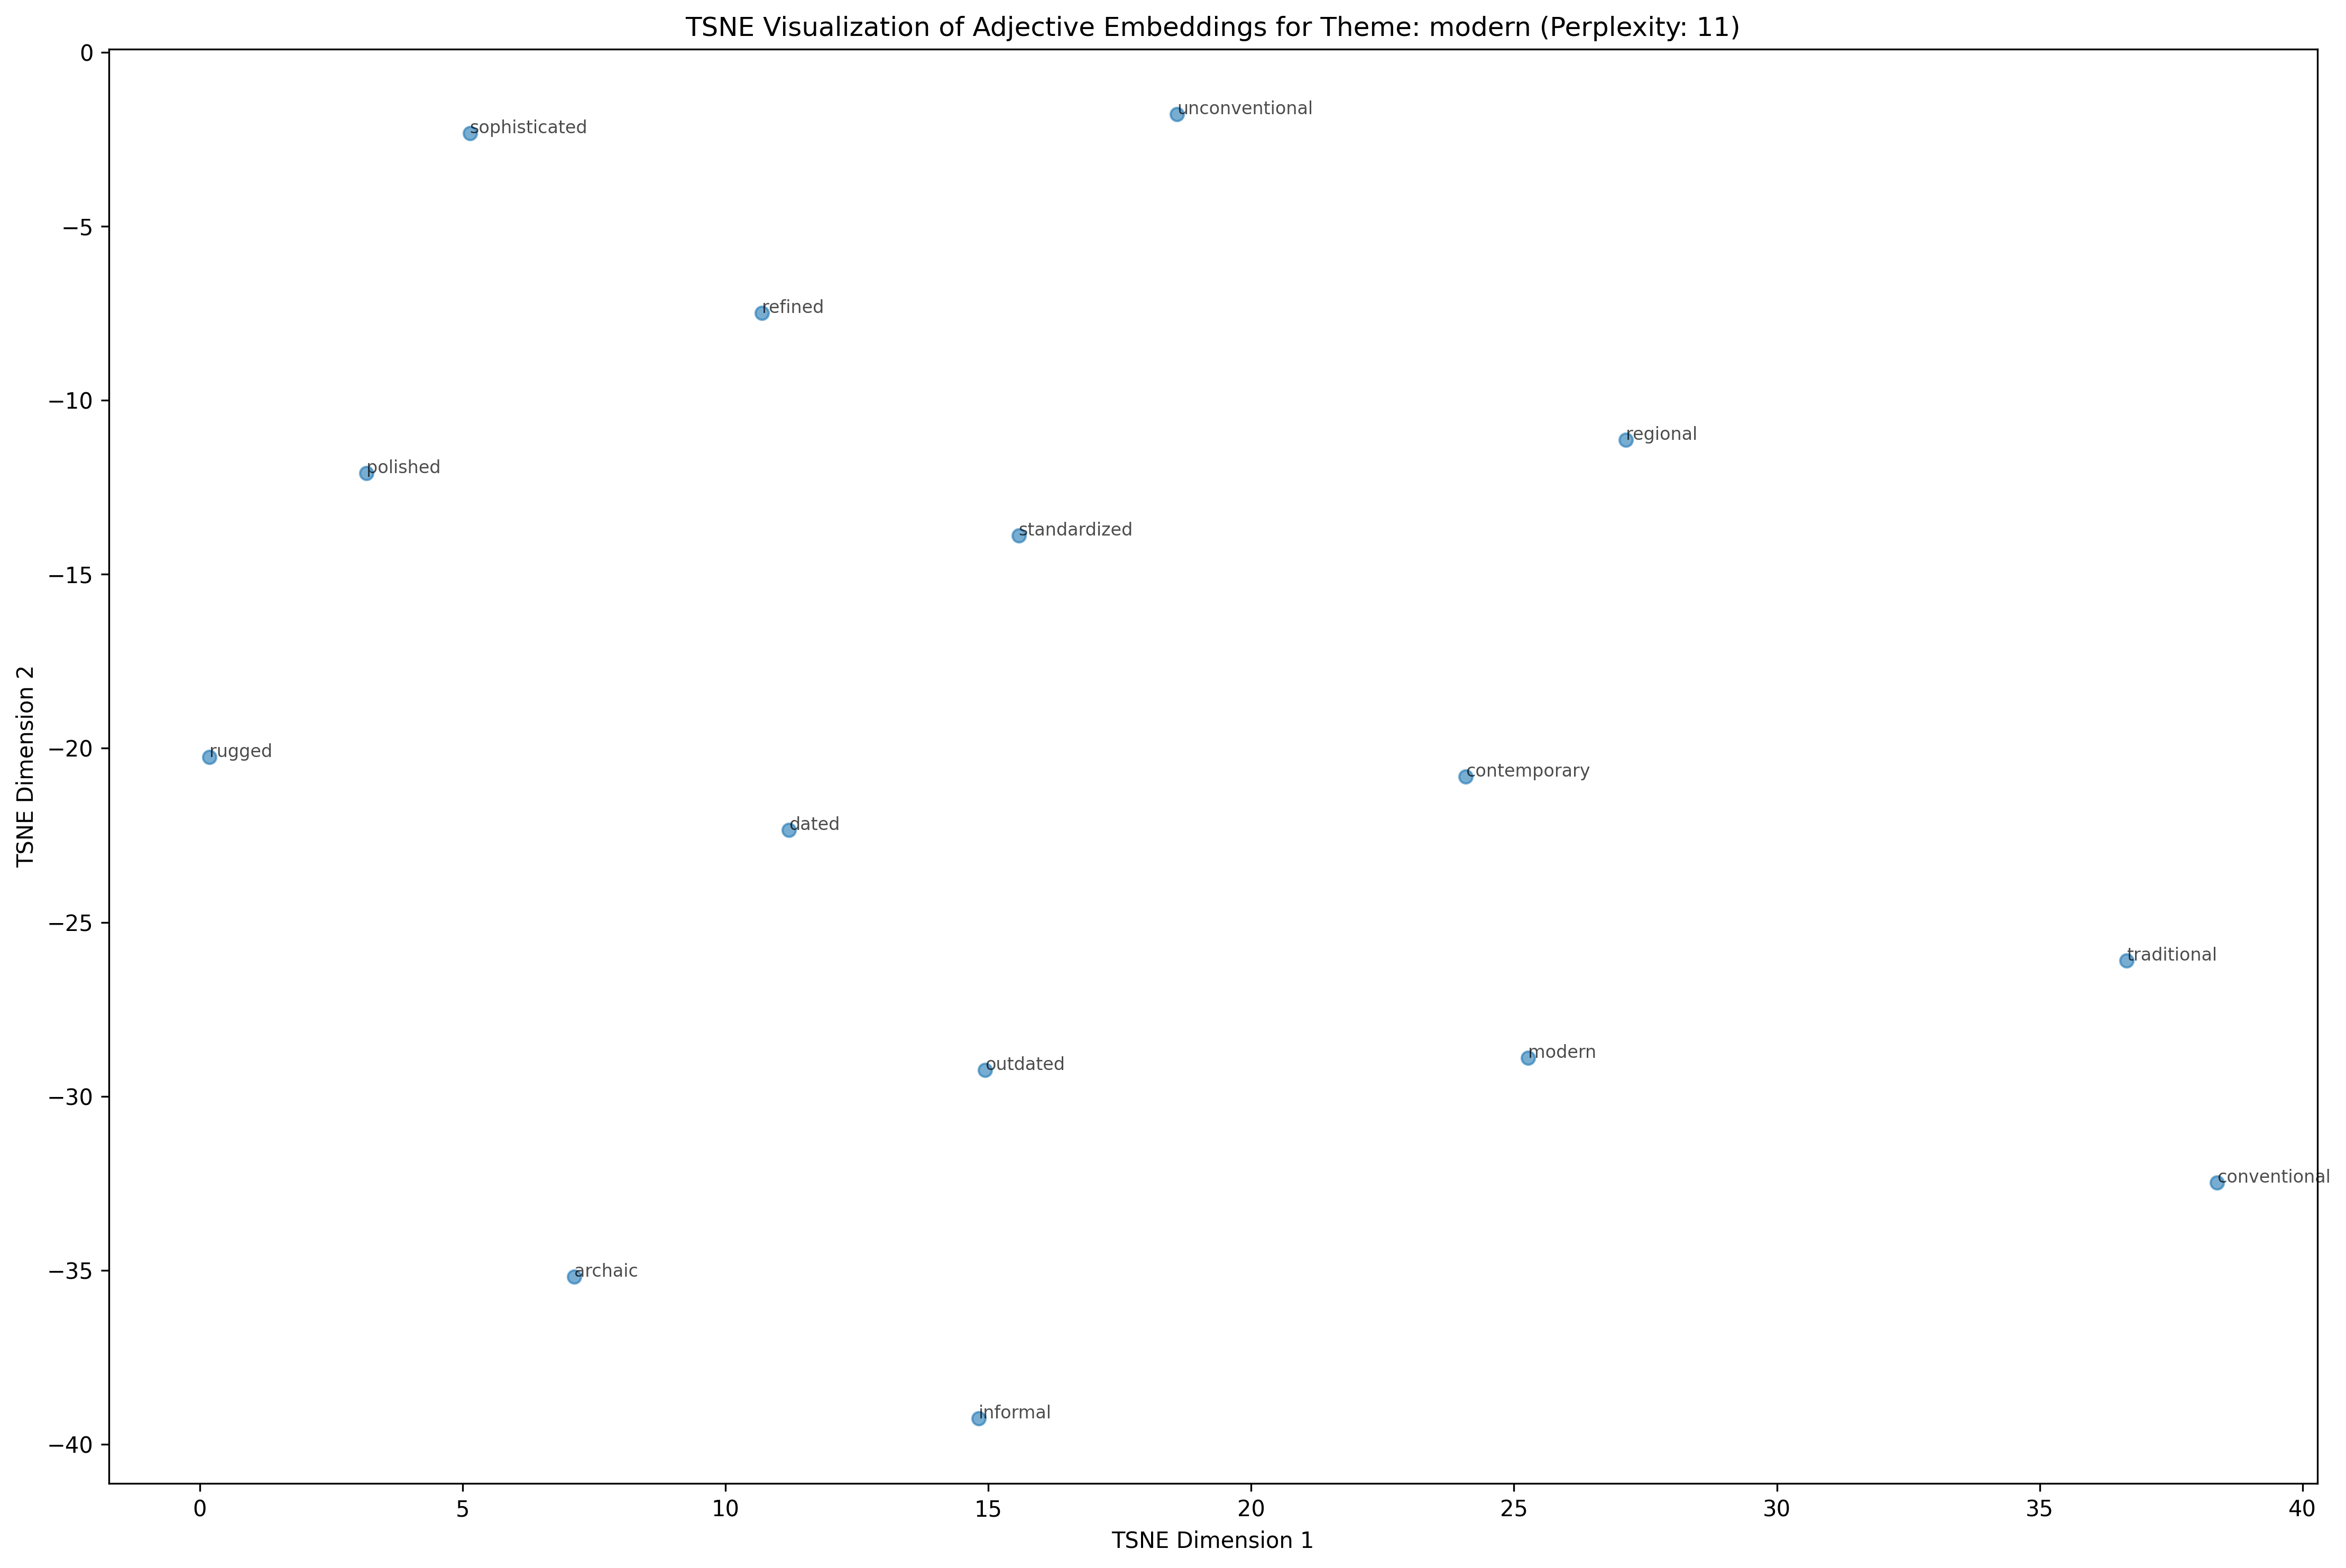 TSNE Visualization of Adjective Embeddings for Theme: modern (Perplexity: 11)
0
−5
−10
−15
−20
−25
−30
−35
−40
TSNE Dimension 2
unconventional
sophisticated
refined
regional
polished
standardized
rugged
contemporary
dated
traditional
modern
outdated
conventional
archaic
informal
0
5
10
15
20
25
30
35
40
TSNE Dimension 1